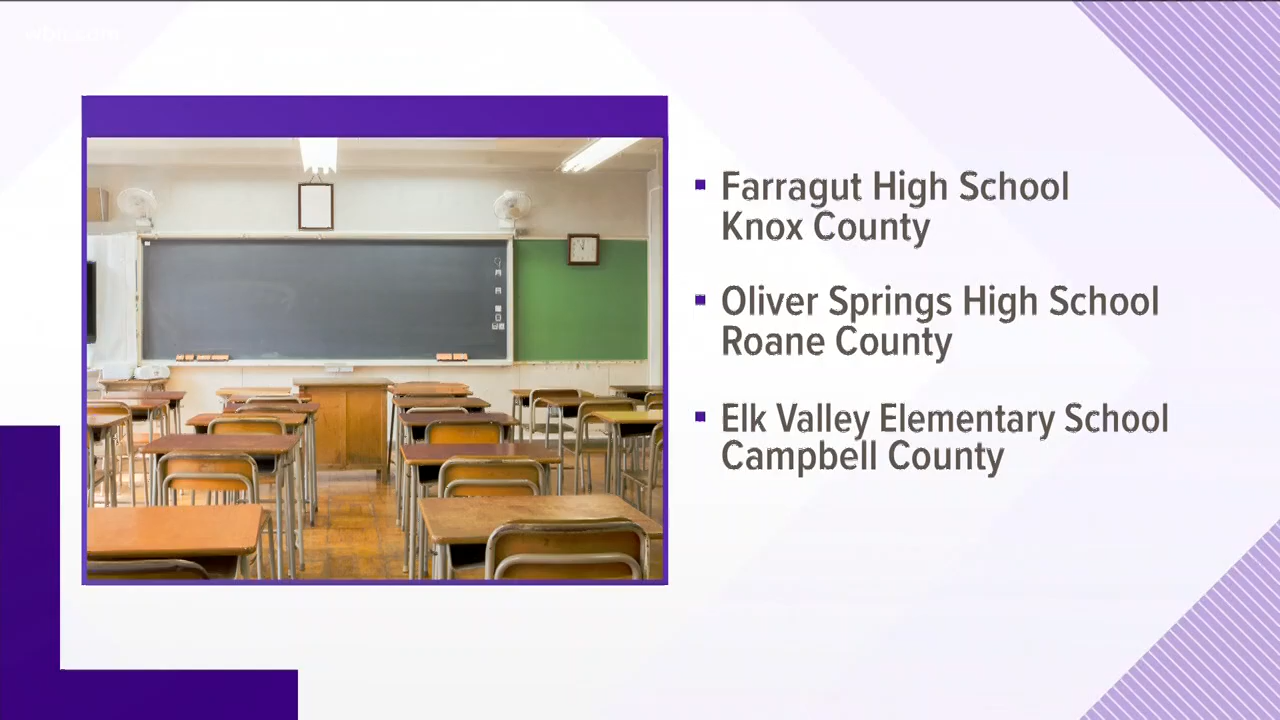 Farragut High School
Knox County
Oliver Springs High School
Roane County
Elk Valley Elementary School
Campbell County